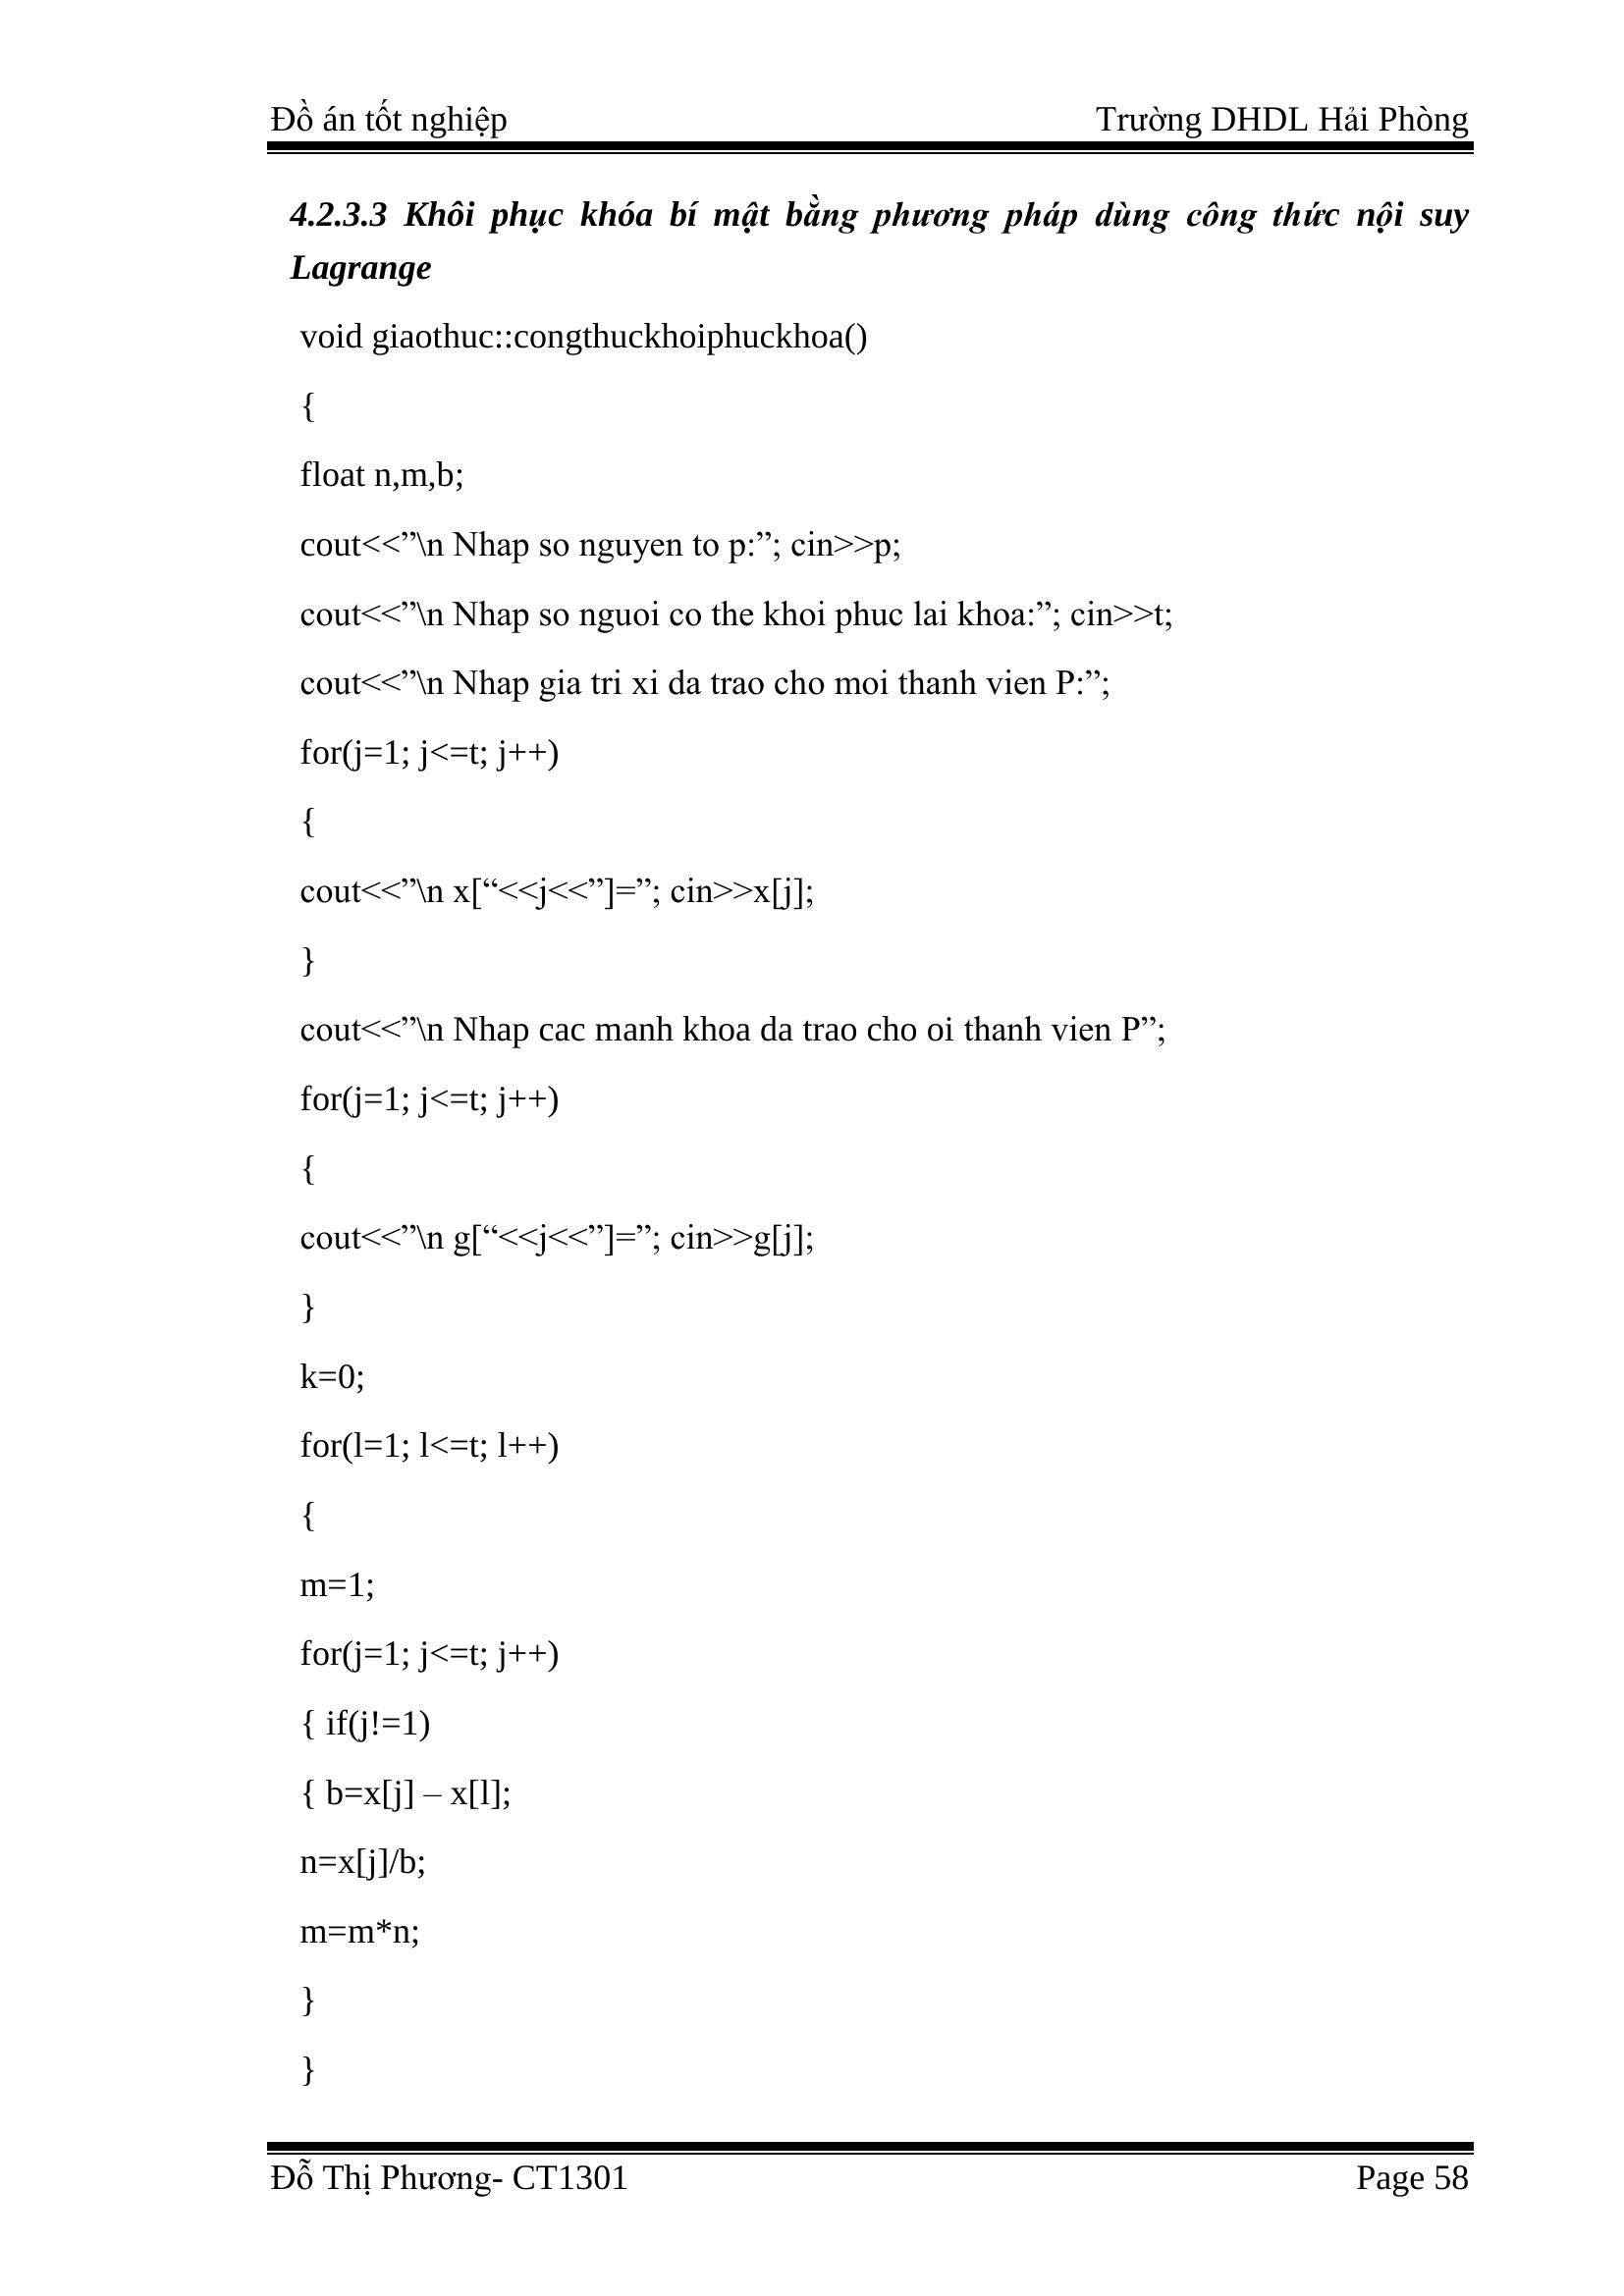 Đồ án tốt nghiệp Trường DHDL Hải Phòng
4.2.3.3 Khôi phục khóa bí mật bằng phương pháp dùng công thức nội suy
Lagrange
void giaothuc::congthuckhoiphuckhoa()
{
float n,m,b;
cout<<”\n Nhap so nguyen to p:”; cin>>p;
cout<<”\n Nhap so nguoi co the khoi phuc lai khoa:”; cin>>t;
cout<<”\n Nhap gia tri xi da trao cho moi thanh vien P:”;
for(j=1; j<=t; j++)
{
cout<<”\n x[“<<j<<”]=”; cin>>x[j];
}
cout<<”\n Nhap cac manh khoa da trao cho oi thanh vien P”;
for(j=1; j<=t; j++)
{
cout<<”\n g[“<<j<<”]=”; cin>>g[j];
}
k=0;
for(l=1; l<=t; l++)
{
m=1;
for(j=1; j<=t; j++)
{ if(j!=1)
{ b=x[j] – x[l];
n=x[j]/b;
m=m*n;
}
}
Đỗ Thị Phương- CT1301 Page 58